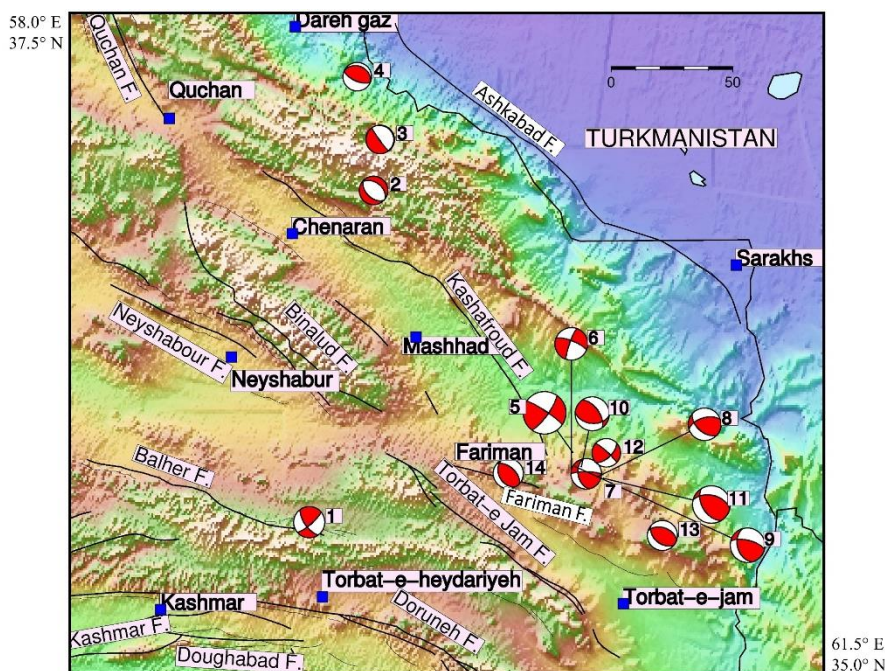 58.0° E
37.5° N
Dareh gaz
Quchan F.
4
Quchan
0
50
Ashkabad F.
TURKMANISTAN
3
2
Chenaran
Sarakhs
Kashafroud F.
Binalud F.
Neyshabour F.
Mashhad
6
Neyshabur
5
10
8
12
Fariman
14
7
Balher F.
Torbat-e Jam F.
Fariman F.
11
1
13
9
Torbat-e-heydariyeh
Kashmar
Doruneh F.
Torbat-e-jam
Kashmar F.
Doughabad F.
61.5° E
35.0° N